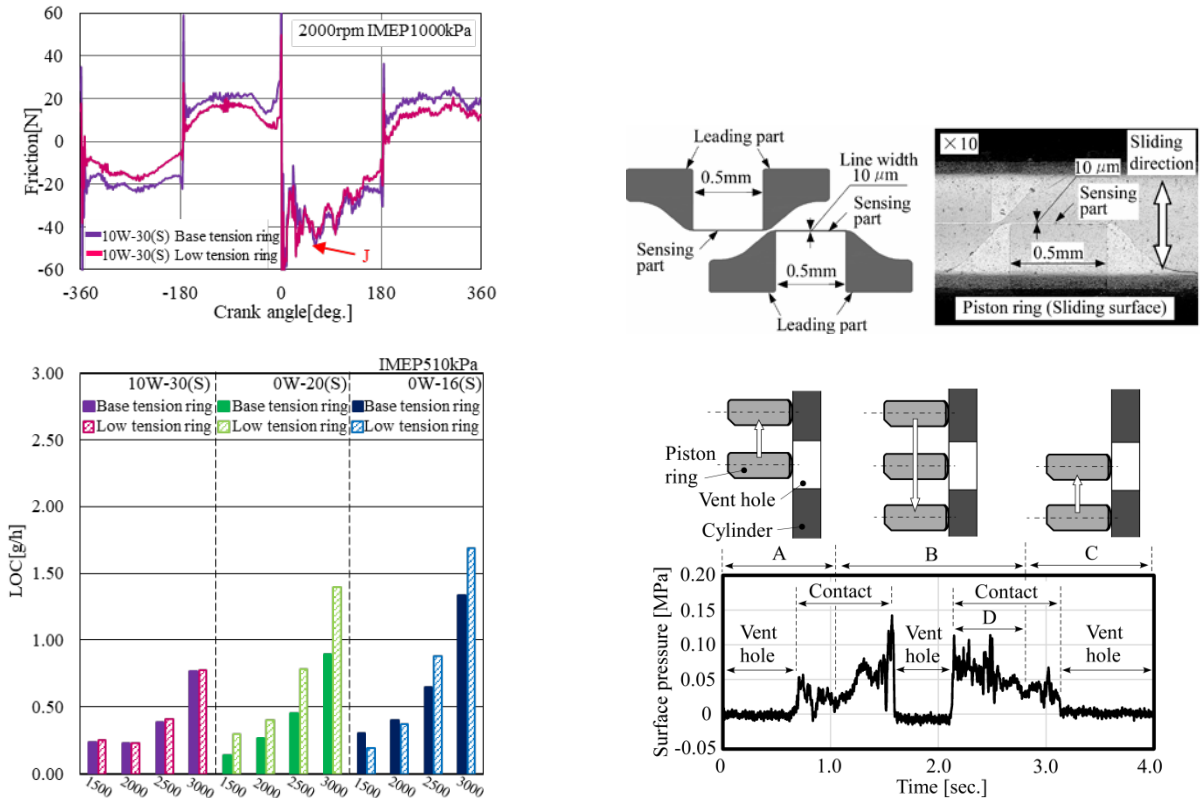 60
40
20
0
-20
-40
-60
Friction[N]
2000rpm IMEP1000kPa
10W-30(S) Base tension ring
10W-30(S) Low tension ring
J
-360
-180
0
180
360
Crank angle[deg.]
Leading part
0.5mm
Line width
10 μm
Sensing
part
Sensing
part
0.5mm
Leading part
×10
Sliding
direction
10 μm
Sensing
part
0.5mm
Piston ring (Sliding surface)
IMEP510kPa
3.00
2.50
2.00
1.50
1.00
0.50
0.00
LOC[g/h]
10W-30(S)
Base tension ring
Low tension ring
0W-20(S)
Base tension ring
Low tension ring
0W-16(S)
Base tension ring
Low tension ring
1500
2000
2500
3000
1500
2000
2500
3000
1500
2000
2500
3000
Piston
ring
Vent hole
Cylinder
A
B
C
0.20
0.15
0.10
0.05
0
-0.05
Surface pressure [MPa]
Contact
Contact
D
Vent
hole
Vent
hole
Vent
hole
0
1.0
2.0
3.0
4.0
Time [sec.]